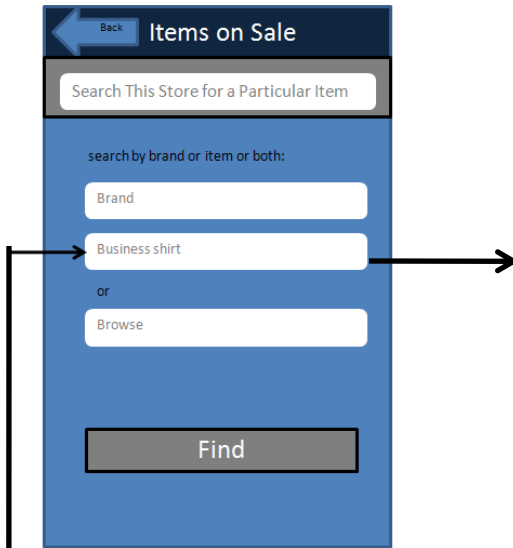 Back
Items on Sale
Search This Store for a Particular Item
search by brand or item or both:
Brand
Business shirt
or
Browse
Find